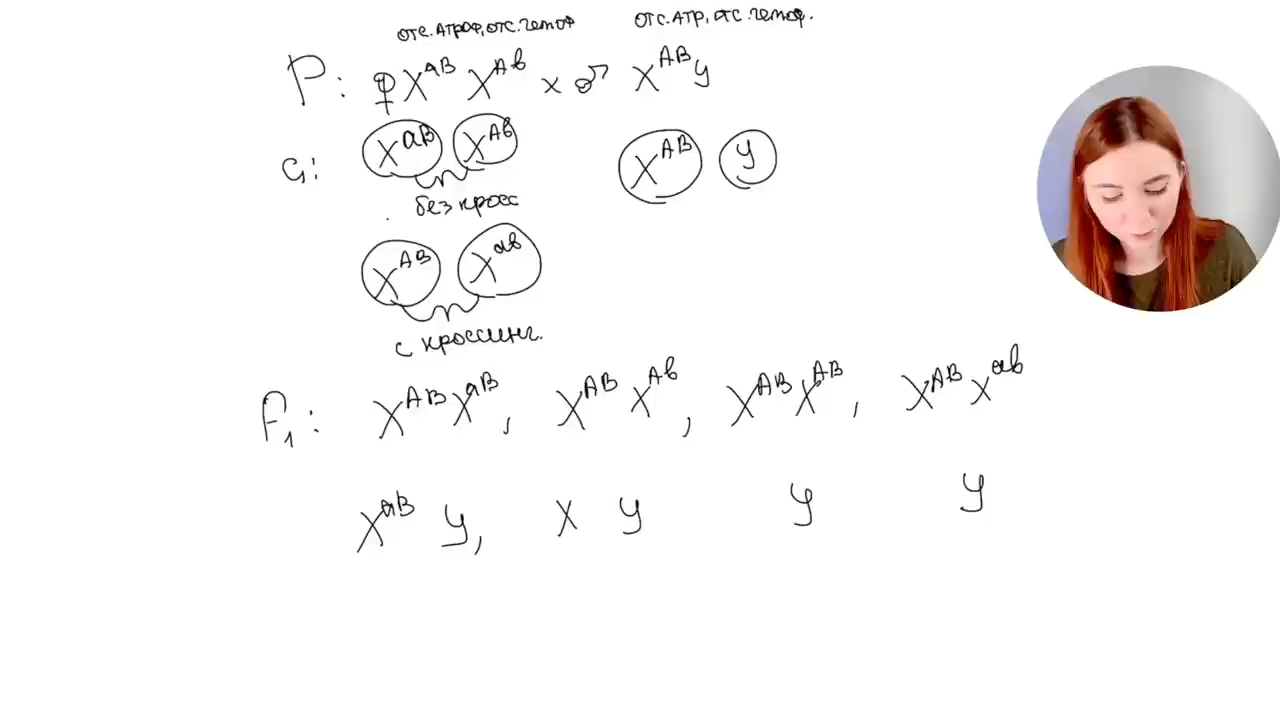 отс. атроф, отс. гемоф отс. атр, отс. гемоф.
P: ♀ X^aB X^Ab x ♂ X^AB y
G: X^aB X^Ab X^AB y
без кросс
X^AB X^ab
с кроссинг.
F₁: X^AB X^aB, X^AB X^Ab, X^AB X^AB, X^AB X^ab
X^aB y, X y y y